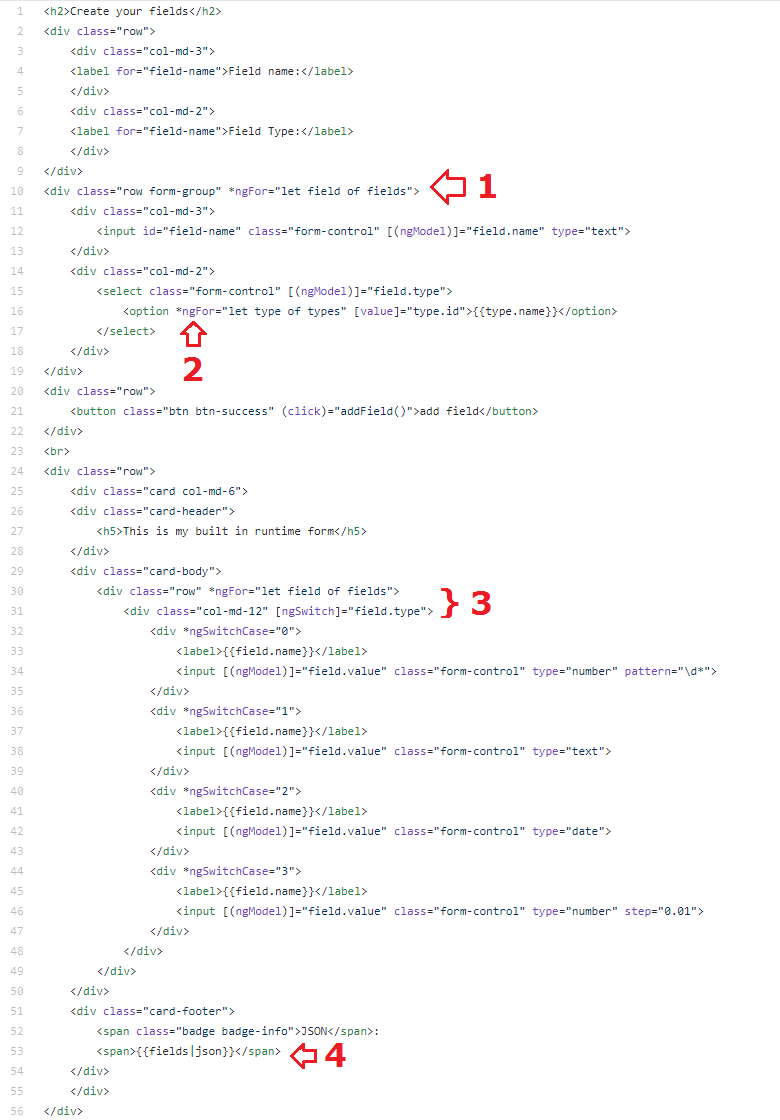 1 <h2>Create your fields</h2>
2 <div class="row">
3     <div class="col-md-3">
4     <label for="field-name">Field name:</label>
5     </div>
6     <div class="col-md-2">
7     <label for="field-name">Field Type:</label>
8     </div>
9 </div>
10 <div class="row form-group" *ngFor="let field of fields"> 1
11     <div class="col-md-3">
12         <input id="field-name" class="form-control" [(ngModel)]="field.name" type="text">
13     </div>
14     <div class="col-md-2">
15         <select class="form-control" [(ngModel)]="field.type">
16             <option *ngFor="let type of types" [value]="type.id">{{type.name}}</option>
17         </select>
18     </div>
2
19 </div>
20 <div class="row">
21     <button class="btn btn-success" (click)="addField()">add field</button>
22 </div>
23 <br>
24 <div class="row">
25     <div class="card col-md-6">
26     <div class="card-header">
27         <h5>This is my built in runtime form</h5>
28     </div>
29     <div class="card-body">
30         <div class="row" *ngFor="let field of fields">
31             <div class="col-md-12" [ngSwitch]="field.type"> } 3
32                 <div *ngSwitchCase="0">
33                     <label>{{field.name}}</label>
34                     <input [(ngModel)]="field.value" class="form-control" type="number" pattern="\d*">
35                 </div>
36                 <div *ngSwitchCase="1">
37                     <label>{{field.name}}</label>
38                     <input [(ngModel)]="field.value" class="form-control" type="text">
39                 </div>
40                 <div *ngSwitchCase="2">
41                     <label>{{field.name}}</label>
42                     <input [(ngModel)]="field.value" class="form-control" type="date">
43                 </div>
44                 <div *ngSwitchCase="3">
45                     <label>{{field.name}}</label>
46                     <input [(ngModel)]="field.value" class="form-control" type="number" step="0.01">
47                 </div>
48             </div>
49         </div>
50     </div>
51     <div class="card-footer">
52         <span class="badge badge-info">JSON</span>:
53         <span>{{fields|json}}</span> 4
54     </div>
55     </div>
56 </div>